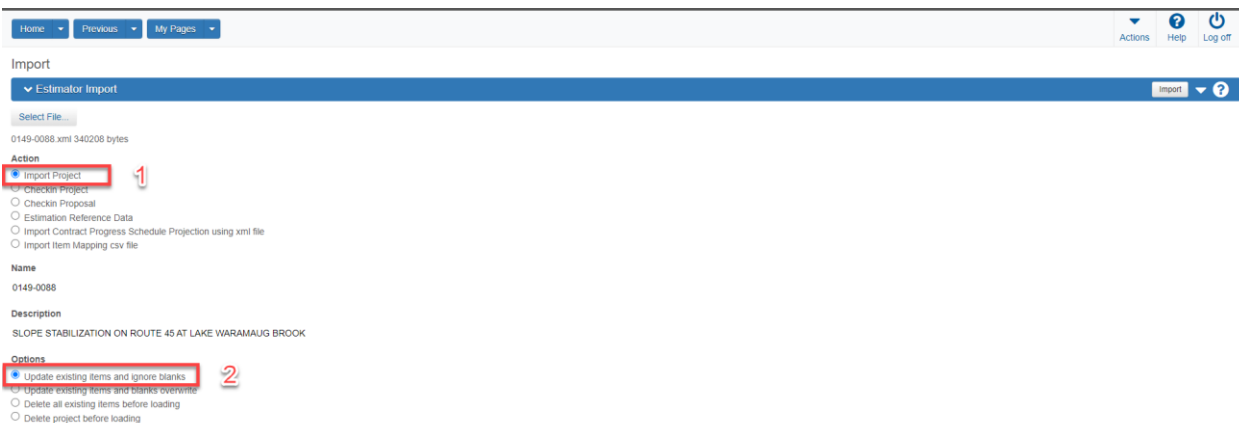 Home Previous My Pages
Actions Help Log off
Import
Estimator Import Import
Select File...
0149-0088.xml 340208 bytes
Action
Import Project 1
Checkin Project
Checkin Proposal
Estimation Reference Data
Import Contract Progress Schedule Projection using xml file
Import Item Mapping csv file
Name
0149-0088
Description
SLOPE STABILIZATION ON ROUTE 45 AT LAKE WARAMAUG BROOK
Options
Update existing items and ignore blanks 2
Update existing items and blanks overwrite
Delete all existing items before loading
Delete project before loading